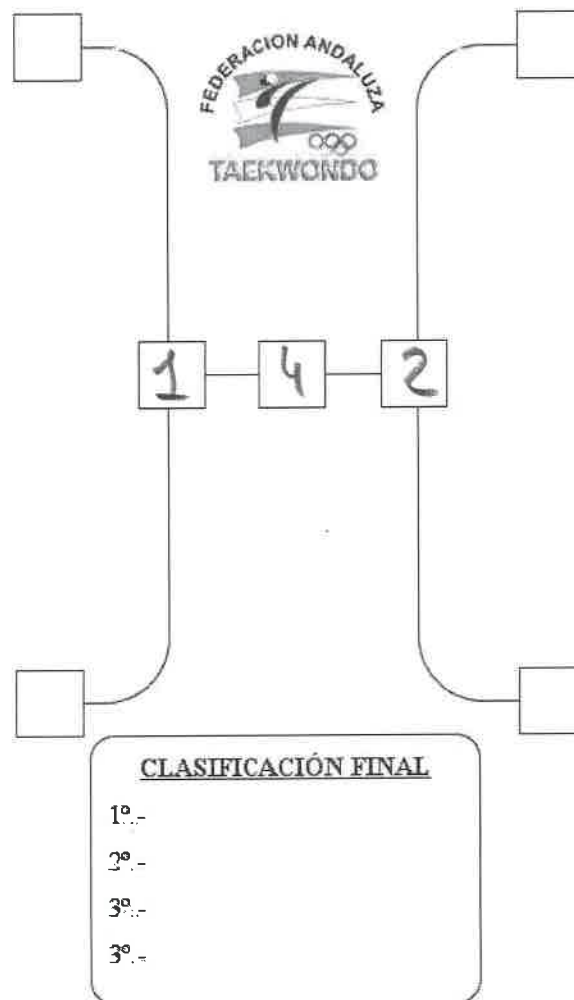 FEDERACION ANDALUZA
TAEKWONDO
1 4 2
CLASIFICACIÓN FINAL
1º.-
2º.-
3º.-
3º.-